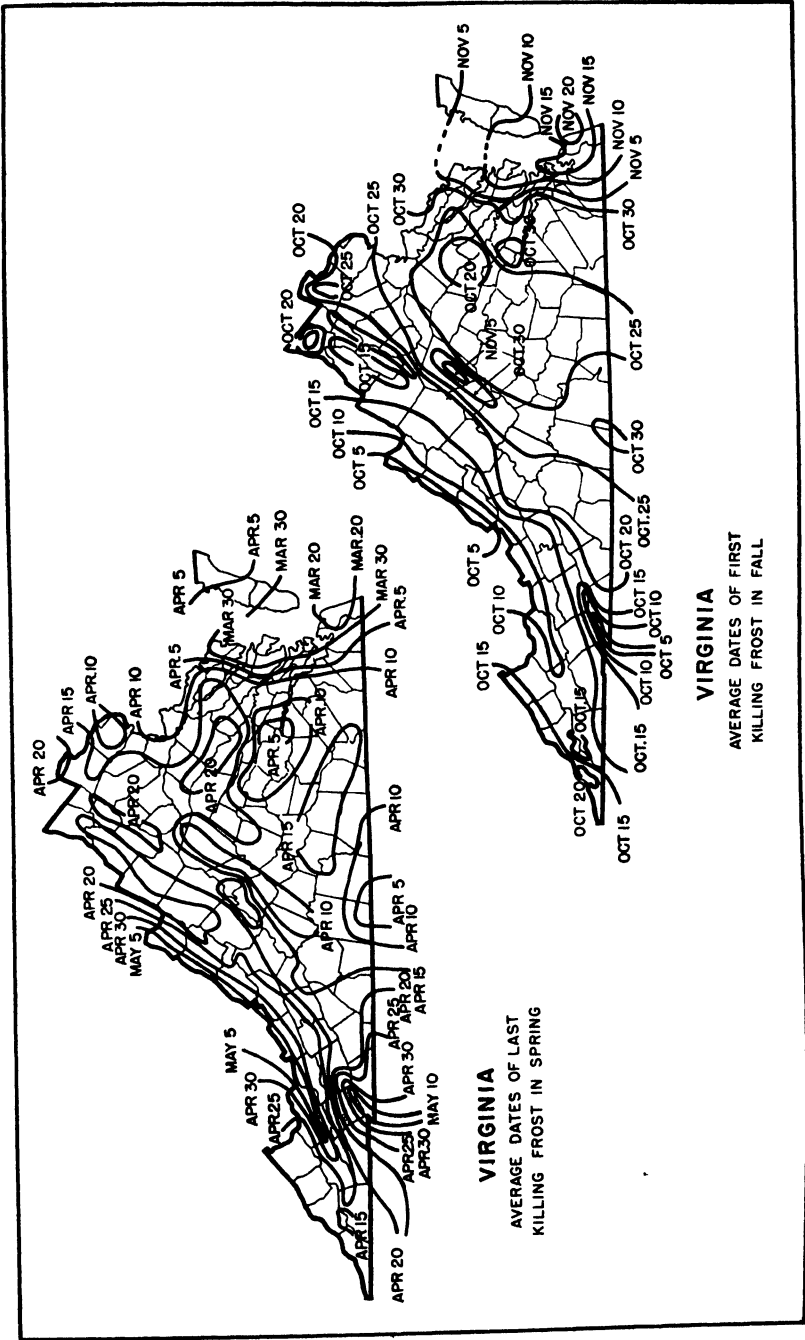 VIRGINIA
AVERAGE DATES OF LAST
KILLING FROST IN SPRING
APR 20
APR 15
APR.10
APR 10
APR.20
APR 20
APR 25
APR 30
MAY 5
APR 20
APR 5
APR.5
MAR 30
MAR 30
MAR 20
MAR.20
MAR 30
APR.5
APR.5
APR 10
APR.10
APR.5
APR 15
APR 10
APR 10
APR 5
APR 10
APR 15
APR 20
APR 25
APR 30
MAY 10
APR.30
APR25
MAY 5
APR 30
APR.25
APR 15
APR 20
VIRGINIA
AVERAGE DATES OF FIRST
KILLING FROST IN FALL
OCT 20
OCT 25
OCT 20
OCT 25
OCT 30
OCT 15
OCT 15
OCT 10
OCT 5
OCT 20
NOV 5
OCT 30
OCT 30
NOV 5
NOV 10
NOV 15
NOV 20
NOV 15
NOV 10
NOV 5
OCT 30
OCT 25
OCT 30
OCT.25
OCT 20
OCT 15
OCT 10
OCT 5
OCT 10
OCT.15
OCT 5
OCT 10
OCT 15
OCT.15
OCT 20
OCT 15